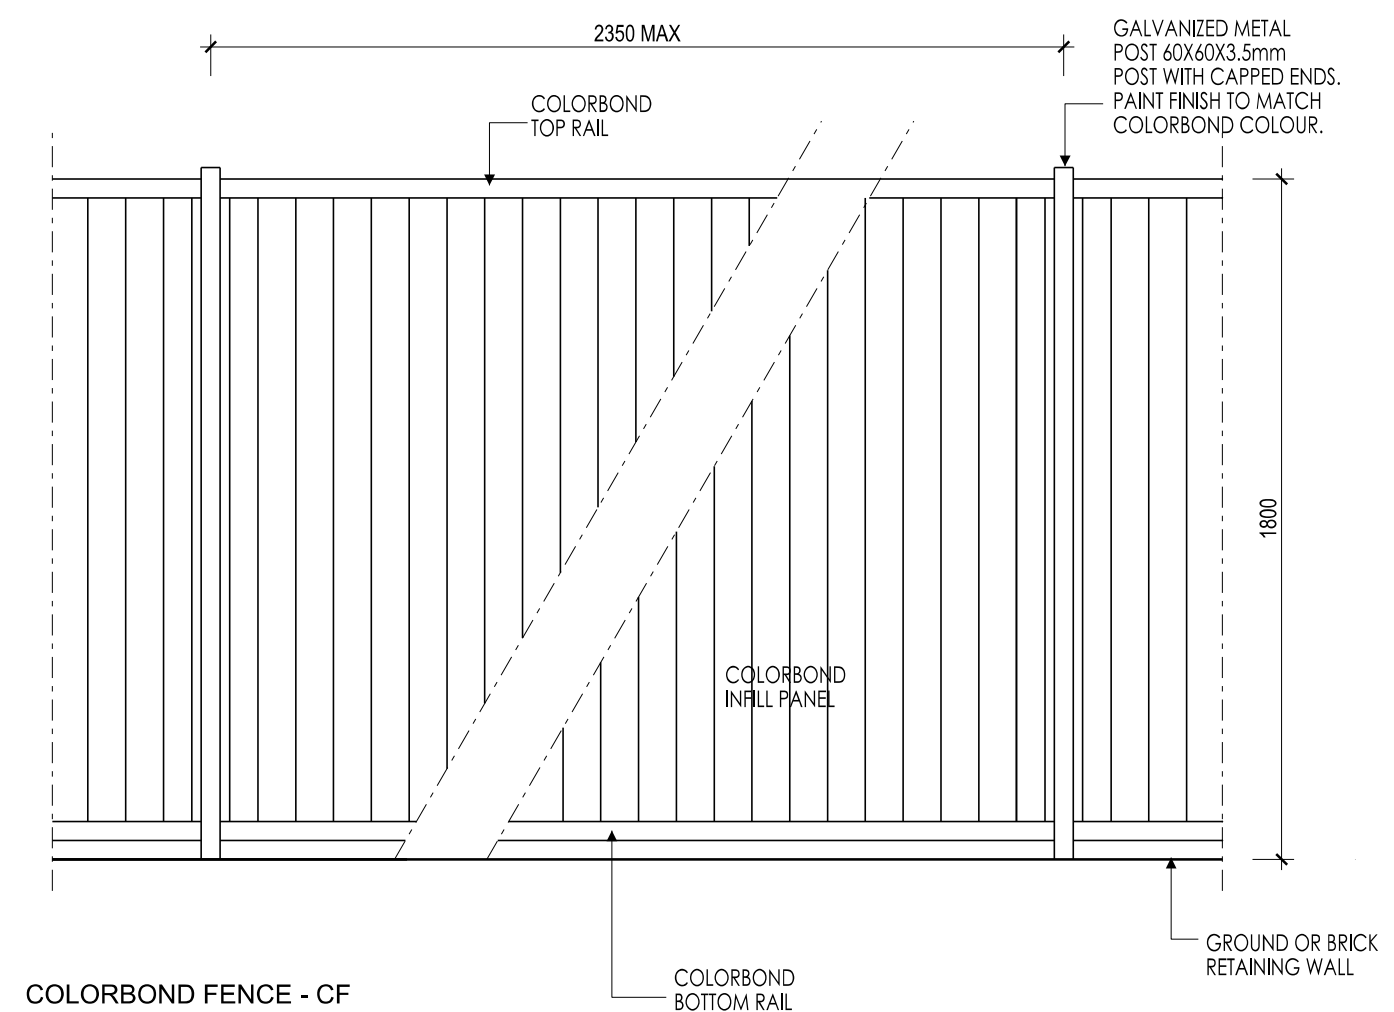 2350 MAX
GALVANIZED METAL
POST 60X60X3.5mm
POST WITH CAPPED ENDS.
PAINT FINISH TO MATCH
COLORBOND COLOUR.
COLORBOND
TOP RAIL
1800
COLORBOND
INFILL PANEL
GROUND OR BRICK
RETAINING WALL
COLORBOND
BOTTOM RAIL
COLORBOND FENCE - CF